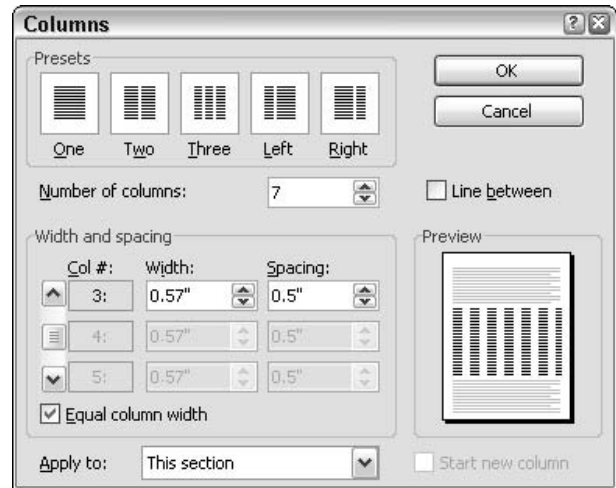 Columns
Presets
OK
Cancel
One Two Three Left Right
Number of columns: 7 Line between
Width and spacing Preview
Col #: Width: Spacing:
3: 0.57" 0.5"
4: 0.57" 0.5"
5: 0.57" 0.5"
Equal column width
Apply to: This section Start new column